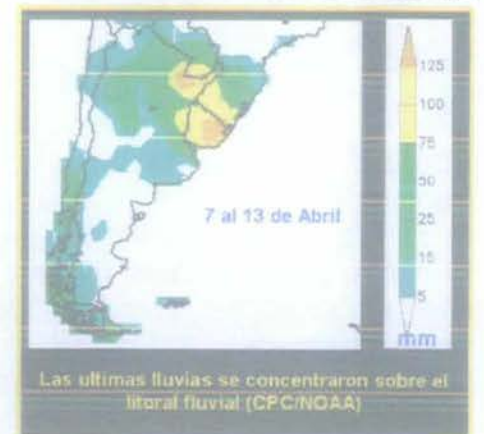 125
100
75
50
7 al 13 de Abril
25
15
5
mm
Las ultimas lluvias se concentraron sobre el
litoral fluvial (CPC/NOAA)